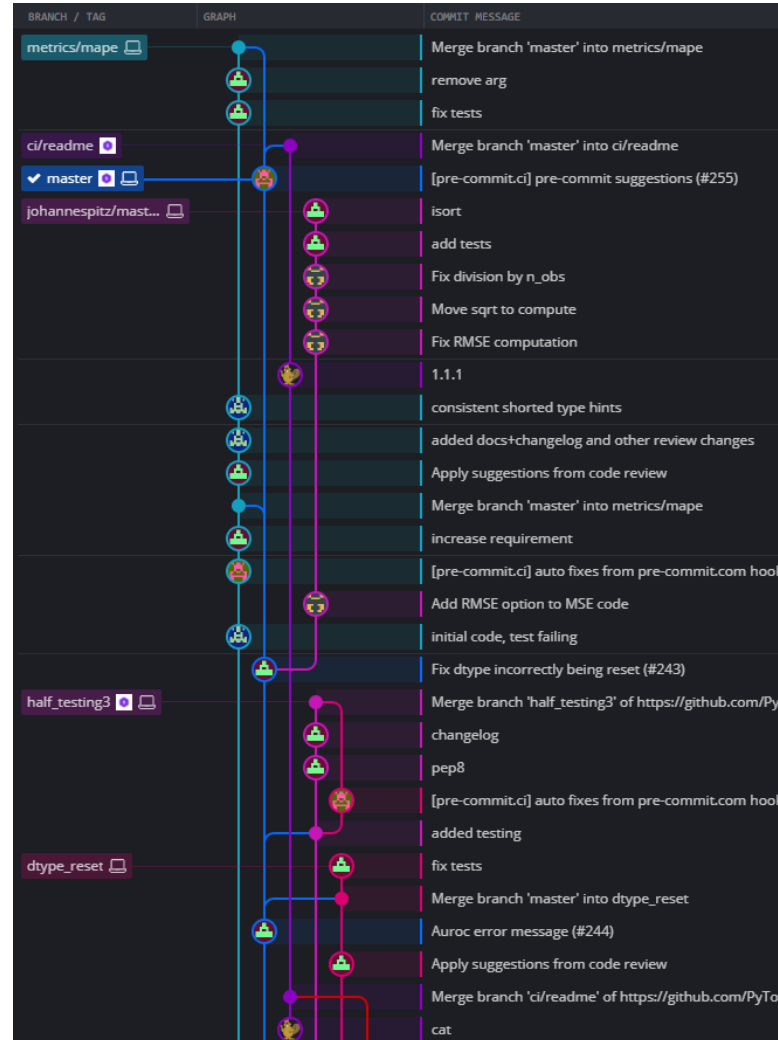 BRANCH / TAG GRAPH COMMIT MESSAGE
metrics/mape Merge branch 'master' into metrics/mape
remove arg
fix tests
ci/readme Merge branch 'master' into ci/readme
master [pre-commit.ci] pre-commit suggestions (#255)
johannespitz/mast... isort
add tests
Fix division by n_obs
Move sqrt to compute
Fix RMSE computation
1.1.1
consistent shorted type hints
added docs+changelog and other review changes
Apply suggestions from code review
Merge branch 'master' into metrics/mape
increase requirement
[pre-commit.ci] auto fixes from pre-commit.com hool
Add RMSE option to MSE code
initial code, test failing
Fix dtype incorrectly being reset (#243)
half_testing3 Merge branch 'half_testing3' of https://github.com/Py
changelog
pep8
[pre-commit.ci] auto fixes from pre-commit.com hool
added testing
dtype_reset fix tests
Merge branch 'master' into dtype_reset
Auroc error message (#244)
Apply suggestions from code review
Merge branch 'ci/readme' of https://github.com/PyTo
cat